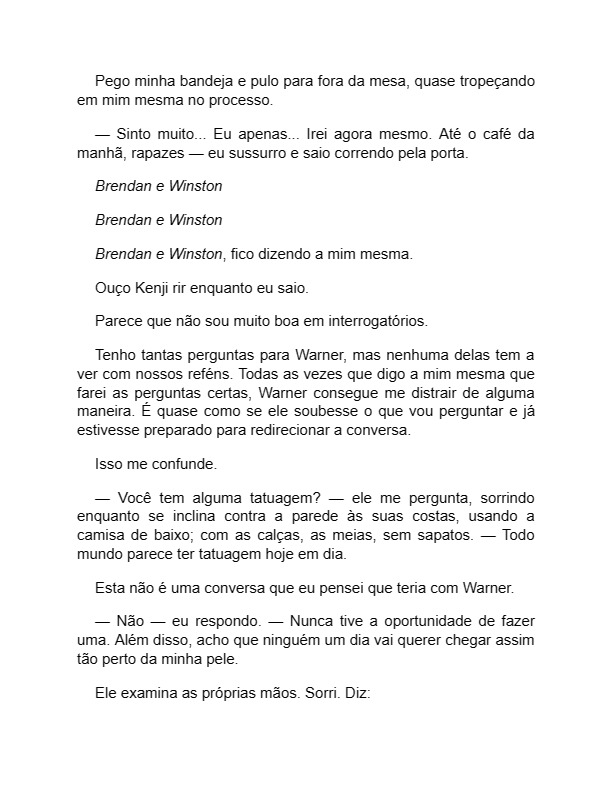 Pego minha bandeja e pulo para fora da mesa, quase tropeçando
em mim mesma no processo.
— Sinto muito... Eu apenas... Irei agora mesmo. Até o café da
manhã, rapazes — eu sussurro e saio correndo pela porta.
Brendan e Winston
Brendan e Winston
Brendan e Winston, fico dizendo a mim mesma.
Ouço Kenji rir enquanto eu saio.
Parece que não sou muito boa em interrogatórios.
Tenho tantas perguntas para Warner, mas nenhuma delas tem a
ver com nossos reféns. Todas as vezes que digo a mim mesma que
farei as perguntas certas, Warner consegue me distrair de alguma
maneira. É quase como se ele soubesse o que vou perguntar e já
estivesse preparado para redirecionar a conversa.
Isso me confunde.
— Você tem alguma tatuagem? — ele me pergunta, sorrindo
enquanto se inclina contra a parede às suas costas, usando a
camisa de baixo; com as calças, as meias, sem sapatos. — Todo
mundo parece ter tatuagem hoje em dia.
Esta não é uma conversa que eu pensei que teria com Warner.
— Não — eu respondo. — Nunca tive a oportunidade de fazer
uma. Além disso, acho que ninguém um dia vai querer chegar assim
tão perto da minha pele.
Ele examina as próprias mãos. Sorri. Diz: